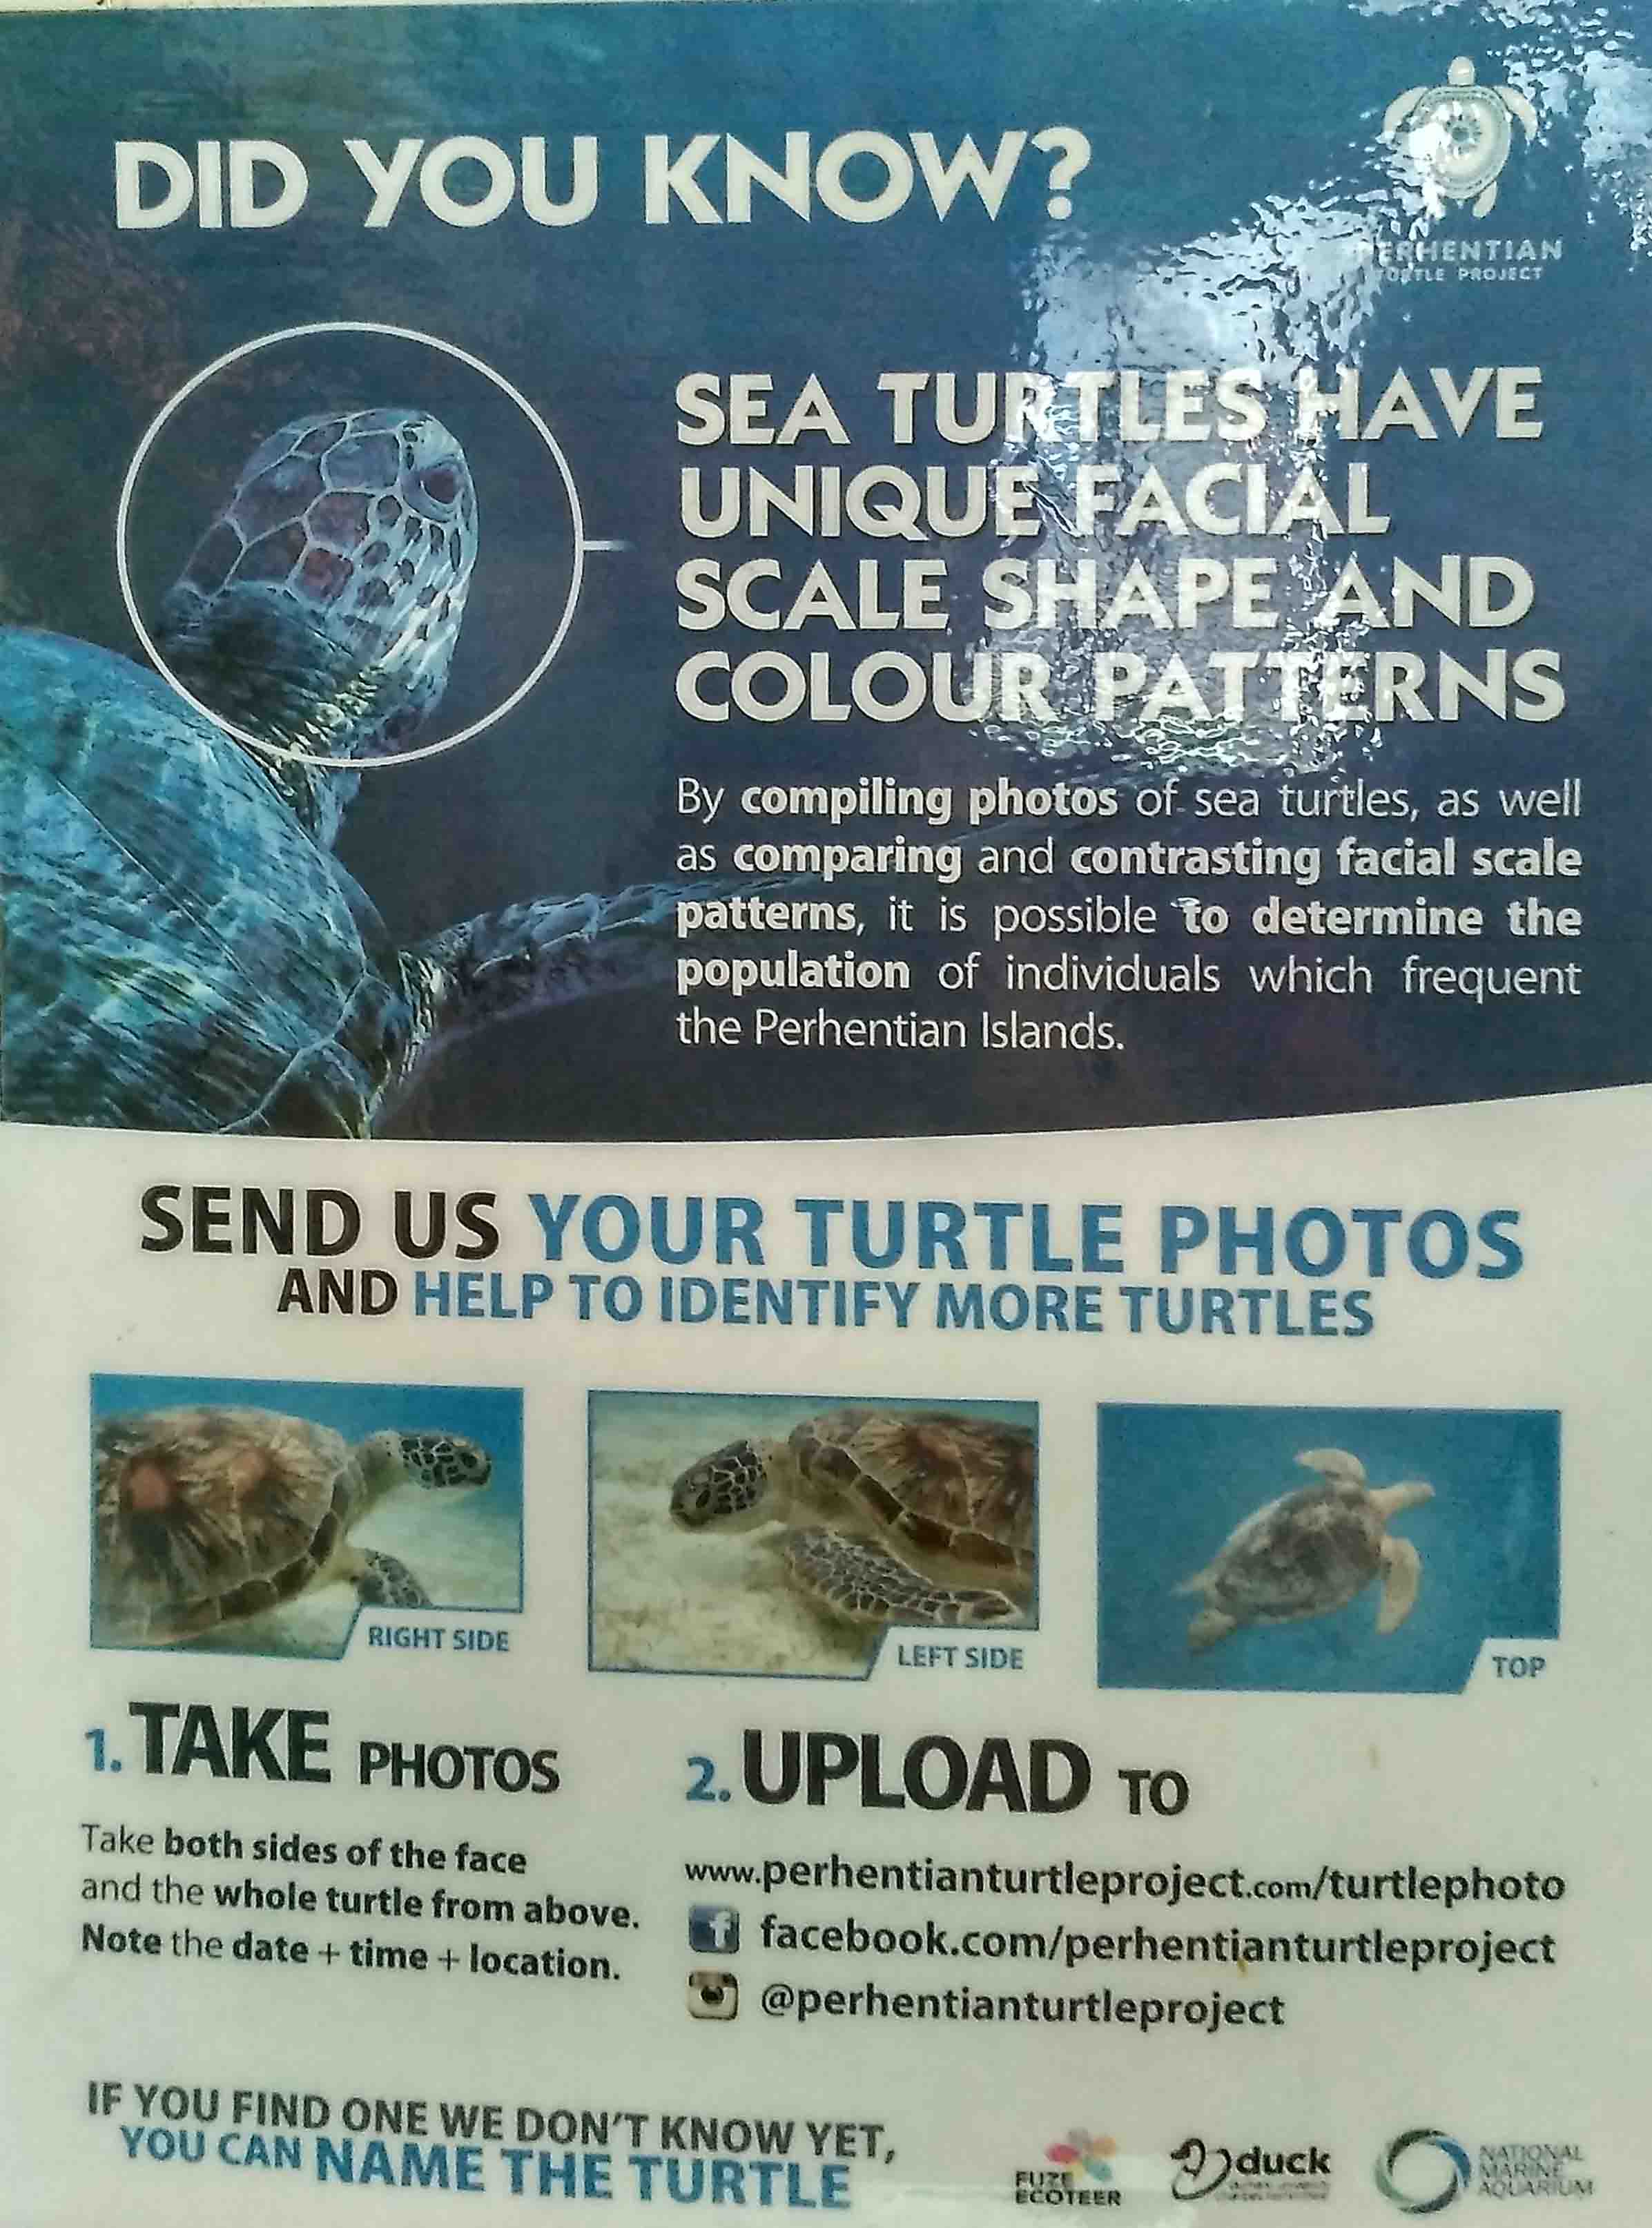 DID YOU KNOW?
PERHENTIAN
TURTLE PROJECT
SEA TURTLES HAVE
UNIQUE FACIAL
SCALE SHAPE AND
COLOUR PATTERNS
By compiling photos of sea turtles, as well
as comparing and contrasting facial scale
patterns, it is possible to determine the
population of individuals which frequent
the Perhentian Islands.
SEND US YOUR TURTLE PHOTOS
AND HELP TO IDENTIFY MORE TURTLES
RIGHT SIDE
LEFT SIDE
TOP
1. TAKE PHOTOS
Take both sides of the face
and the whole turtle from above.
Note the date + time + location.
2. UPLOAD TO
www.perhentianturtleproject.com/turtlephoto
f facebook.com/perhentianturtleproject
@perhentianturtleproject
IF YOU FIND ONE WE DON'T KNOW YET,
YOU CAN NAME THE TURTLE
FUZE
ECOTEER
duck
NATIONAL
MARINE
AQUARIUM